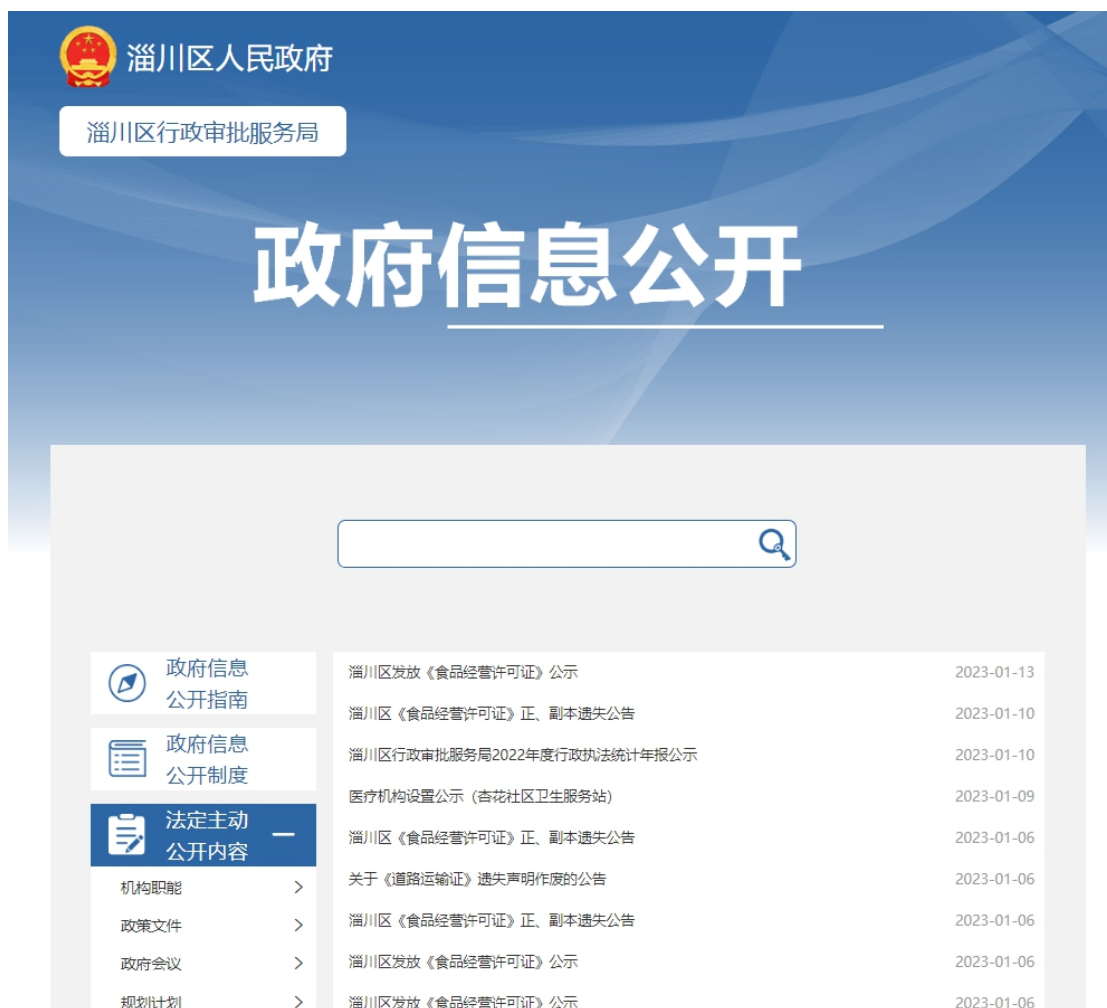 淄川区人民政府
淄川区行政审批服务局
政府信息公开
政府信息
公开指南
政府信息
公开制度
法定主动
公开内容
机构职能
政策文件
政府会议
规划计划
淄川区发放《食品经营许可证》公示 2023-01-13
淄川区《食品经营许可证》正、副本遗失公告 2023-01-10
淄川区行政审批服务局2022年度行政执法统计年报公示 2023-01-10
医疗机构设置公示（杏花社区卫生服务站） 2023-01-09
淄川区《食品经营许可证》正、副本遗失公告 2023-01-06
关于《道路运输证》遗失声明作废的公告 2023-01-06
淄川区《食品经营许可证》正、副本遗失公告 2023-01-06
淄川区发放《食品经营许可证》公示 2023-01-06
淄川区发放《食品经营许可证》公示 2023-01-06